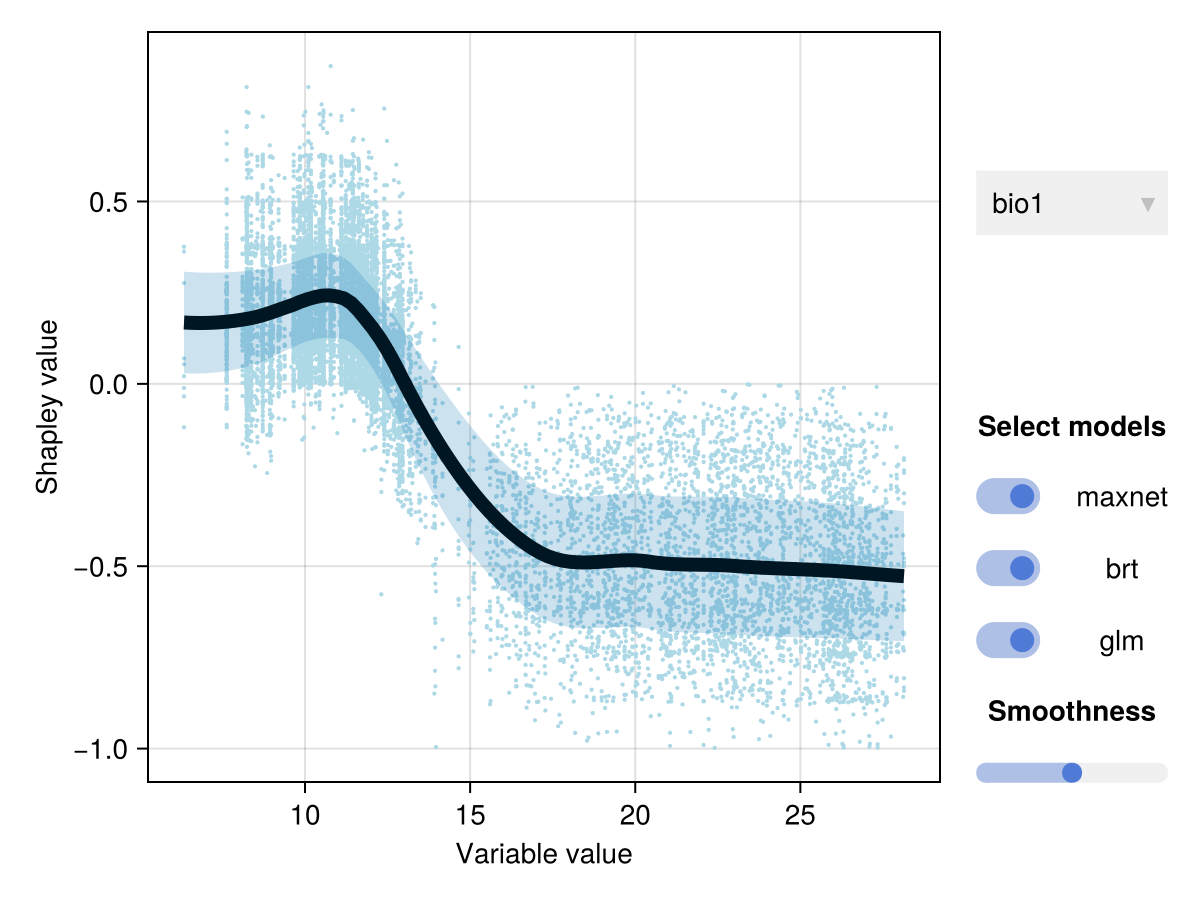 0.5
0.0
−0.5
−1.0
Shapley value
10 15 20 25
Variable value
bio1 ▼
Select models
maxnet
brt
glm
Smoothness